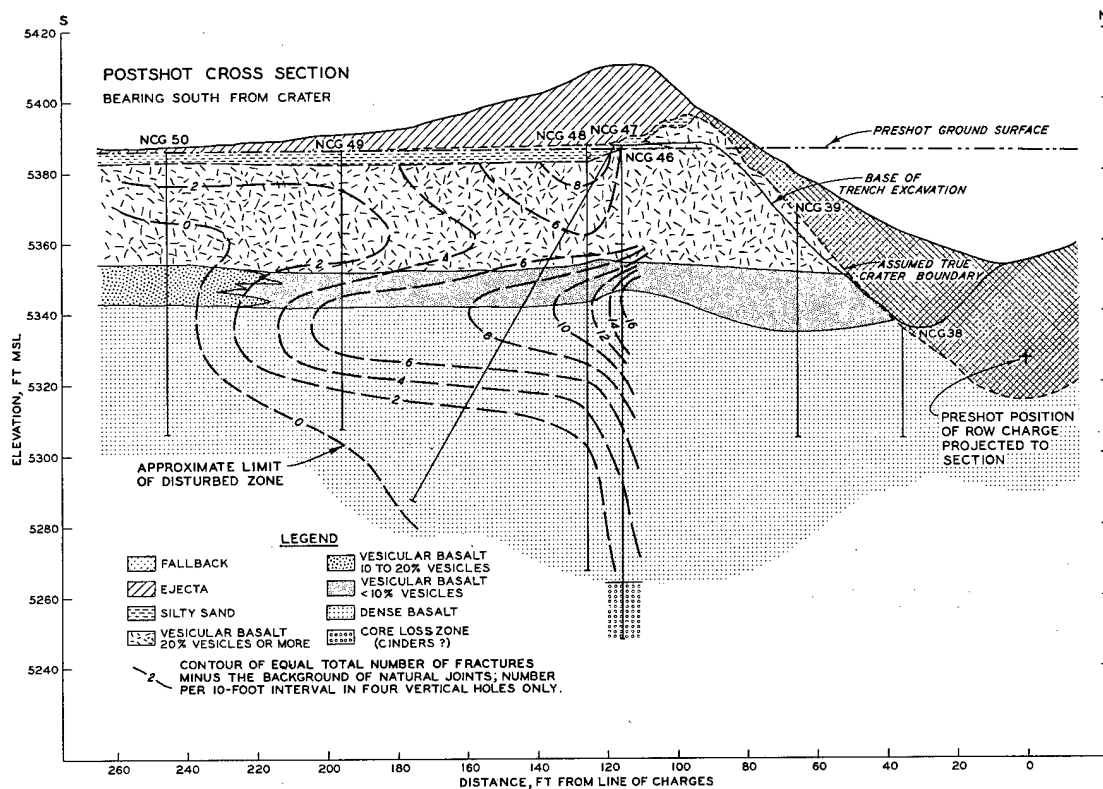 S
N
POSTSHOT CROSS SECTION
BEARING SOUTH FROM CRATER
5420
5400
5380
5360
5340
5320
5300
5280
5260
5240
ELEVATION, FT MSL
NCG 50
NCG 49
NCG 48
NCG 47
NCG 46
NCG 39
NCG 38
PRESHOT GROUND SURFACE
BASE OF
TRENCH EXCAVATION
ASSUMED TRUE
CRATER BOUNDARY
PRESHOT POSITION
OF ROW CHARGE
PROJECTED TO
SECTION
2
0
2
4
6
8
6
8
10
12
14
16
6
4
2
0
APPROXIMATE LIMIT
OF DISTURBED ZONE
LEGEND
FALLBACK
EJECTA
SILTY SAND
VESICULAR BASALT
20% VESICLES OR MORE
VESICULAR BASALT
10 TO 20% VESICLES
VESICULAR BASALT
<10% VESICLES
DENSE BASALT
CORE LOSS ZONE
(CINDERS ?)
2
CONTOUR OF EQUAL TOTAL NUMBER OF FRACTURES
MINUS THE BACKGROUND OF NATURAL JOINTS; NUMBER
PER 10-FOOT INTERVAL IN FOUR VERTICAL HOLES ONLY.
260 240 220 200 180 160 140 120 100 80 60 40 20 0
DISTANCE, FT FROM LINE OF CHARGES